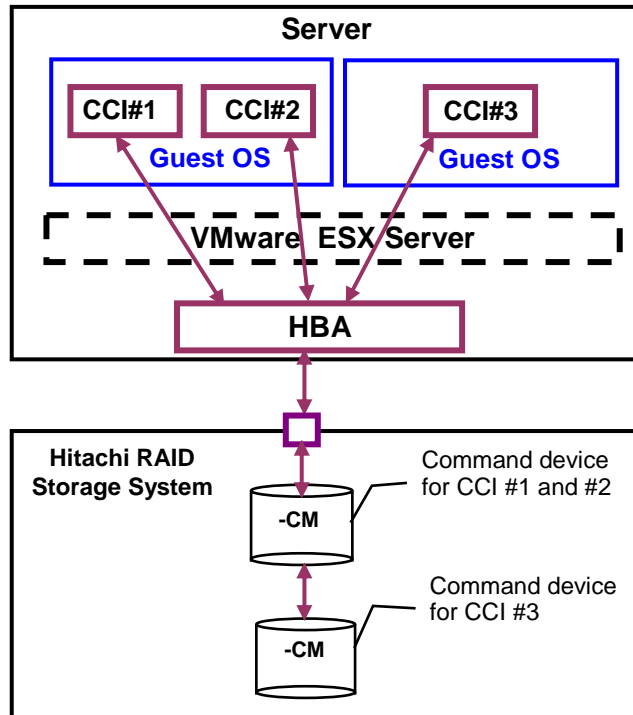 Server
CCI#1
CCI#2
CCI#3
Guest OS
Guest OS
VMware ESX Server
HBA
Hitachi RAID
Storage System
Command device
for CCI #1 and #2
-CM
Command device
for CCI #3
-CM